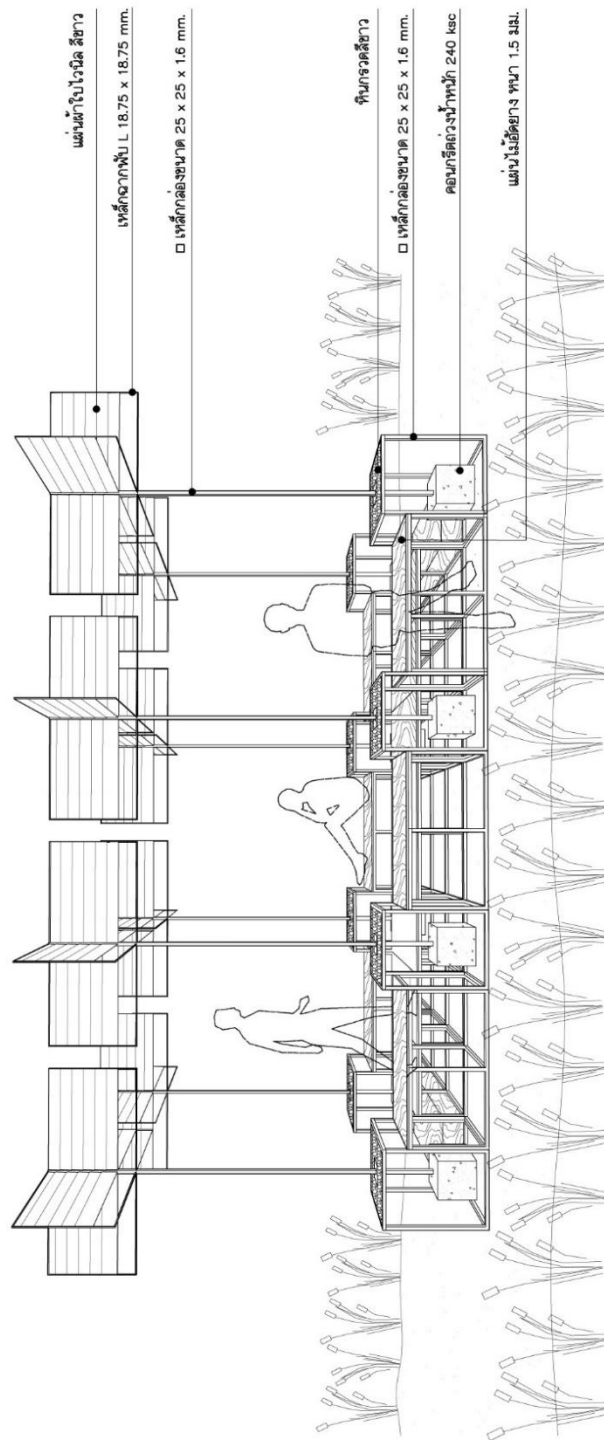 แผ่นผ้าใบไวนิล สีขาว
เหล็กฉากพับ L 18.75 x 18.75 mm.
□ เหล็กกล่องขนาด 25 x 25 x 1.6 mm.
หินกรวดสีขาว
□ เหล็กกล่องขนาด 25 x 25 x 1.6 mm.
คอนกรีตถ่วงน้ำหนัก 240 ksc
แผ่นไม้อัดยาง หนา 1.5 มม.